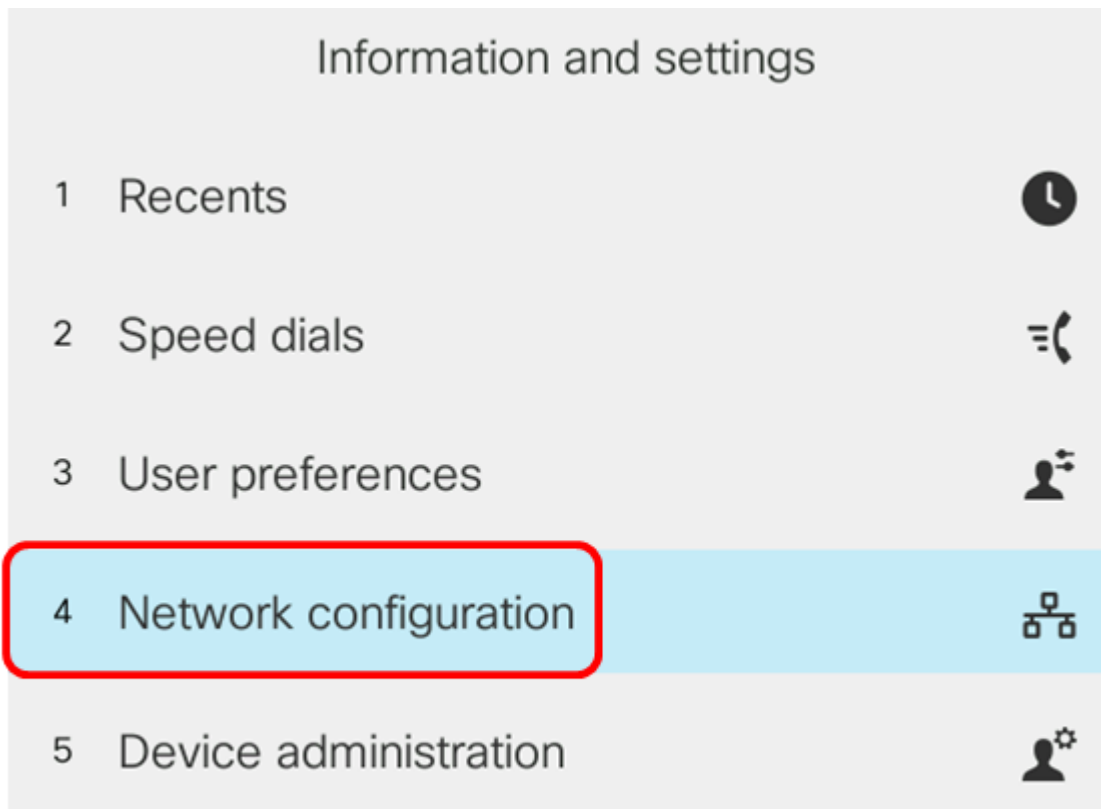 Information and settings
1 Recents
2 Speed dials
3 User preferences
4 Network configuration
5 Device administration